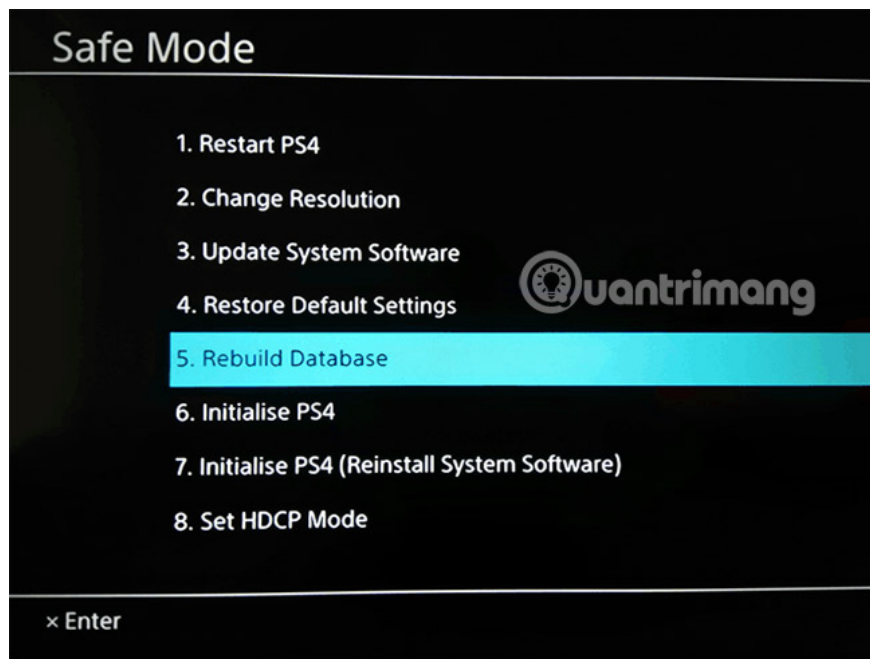 Safe Mode
1. Restart PS4
2. Change Resolution
3. Update System Software
Quantrimang
4. Restore Default Settings
5. Rebuild Database
6. Initialise PS4
7. Initialise PS4 (Reinstall System Software)
8. Set HDCP Mode
× Enter